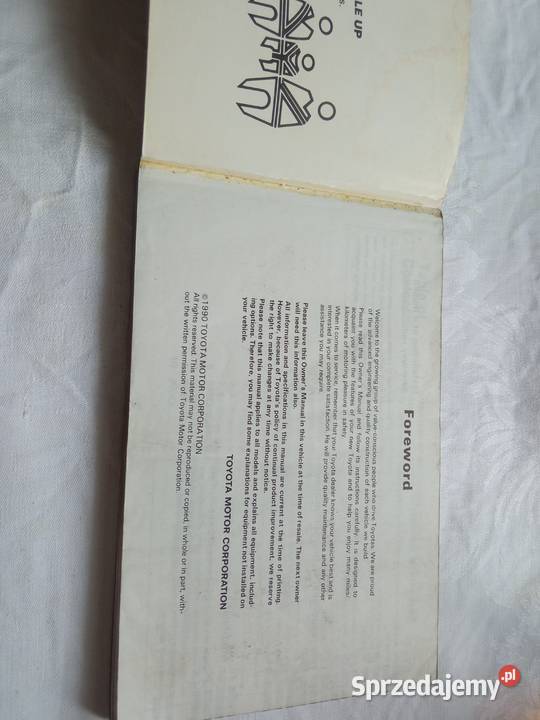 LE UP
s.
Foreword
Welcome to the growing group of value-conscious people who drive Toyotas. We are proud
of the advanced engineering and quality construction of each vehicle we build.
Please read this Owner's Manual and follow its instructions carefully. It is designed to
acquaint you with the features of your new Toyota and to help you enjoy many miles/
kilometers of motoring pleasure in safety.
When it comes to service, remember that your Toyota dealer knows your vehicle best and is
interested in your complete satisfaction. He will provide quality maintenance and any other
assistance you may require.
Please leave this Owner's Manual in this vehicle at the time of resale. The next owner
will need this information also.
All information and specifications in this manual are current at the time of printing.
However, because of Toyota's policy of continual product improvement, we reserve
the right to make changes at any time without notice.
Please note that this manual applies to all models and explains all equipment, includ-
ing options. Therefore, you may find some explanations for equipment not installed on
your vehicle.
TOYOTA MOTOR CORPORATION
©1990 TOYOTA MOTOR CORPORATION
All rights reserved. This material may not be reproduced or copied, in whole or in part, with-
out the written permission of Toyota Motor Corporation.
Sprzedajemy.pl